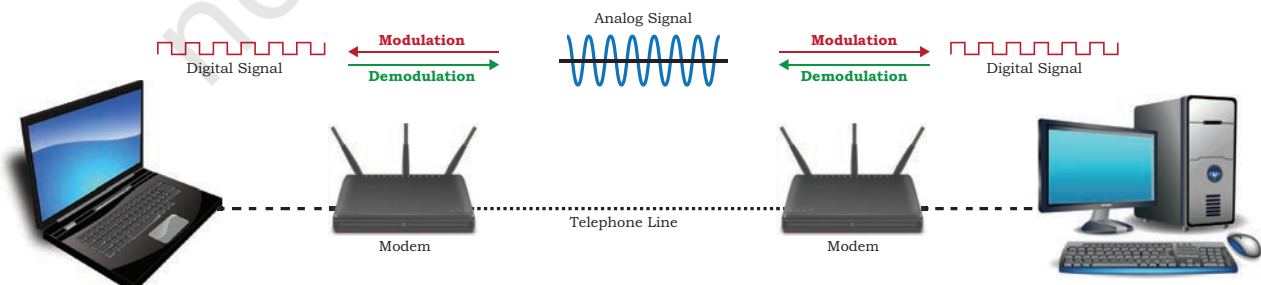 Analog Signal
Modulation
Demodulation
Digital Signal
Modulation
Demodulation
Digital Signal
Modem
Telephone Line
Modem